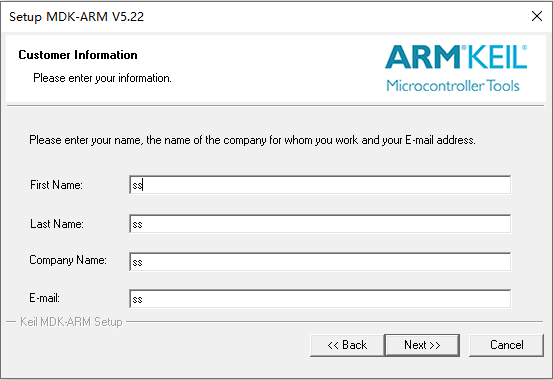 Setup MDK-ARM V5.22
Customer Information
Please enter your information.
ARM®KEIL®
Microcontroller Tools
Please enter your name, the name of the company for whom you work and your E-mail address.
First Name: ss
Last Name: ss
Company Name: ss
E-mail: ss
Keil MDK-ARM Setup
<< Back Next >> Cancel